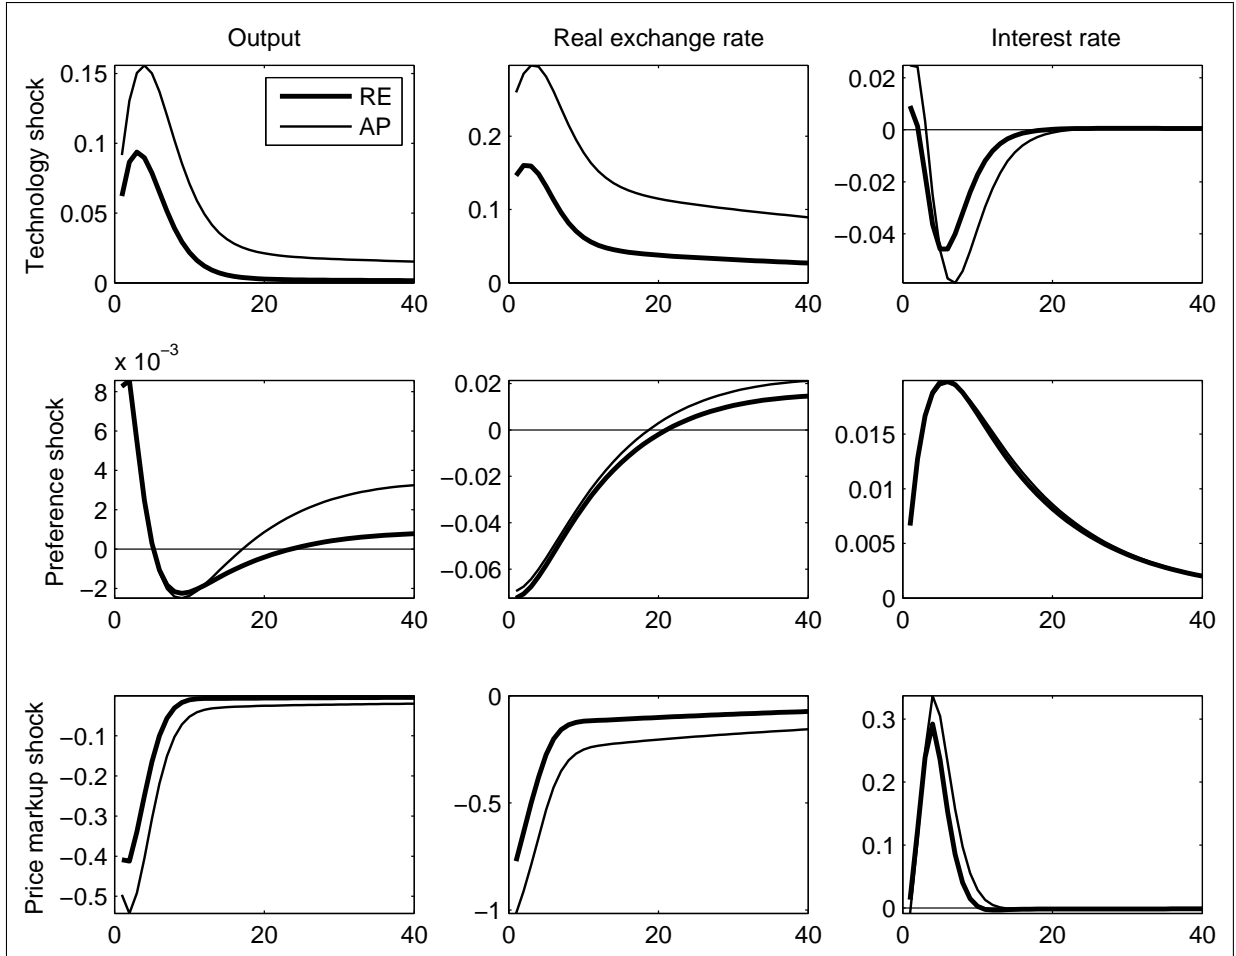 Output Real exchange rate Interest rate
Technology shock
0.15
0.1
0.05
0
0 20 40
RE
AP
0.2
0.1
0
0 20 40
0.02
0
−0.02
−0.04
0 20 40
Preference shock
x 10−3
8
6
4
2
0
−2
0 20 40
0.02
0
−0.02
−0.04
−0.06
0 20 40
0.015
0.01
0.005
0
0 20 40
Price markup shock
−0.1
−0.2
−0.3
−0.4
−0.5
0 20 40
0
−0.5
−1
0 20 40
0.3
0.2
0.1
0
0 20 40